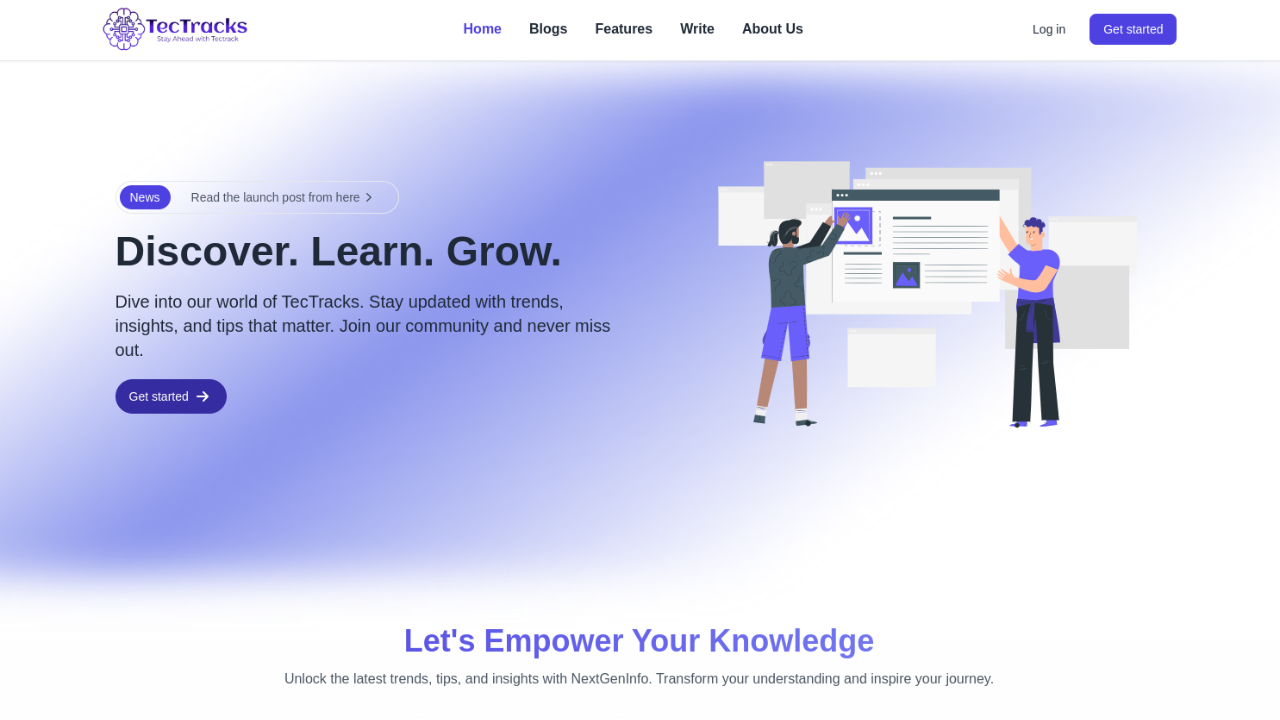 TecTracks
Stay Ahead with Tectrack
Home
Blogs
Features
Write
About Us
Log in
Get started
News
Read the launch post from here
Discover. Learn. Grow.
Dive into our world of TecTracks. Stay updated with trends,
insights, and tips that matter. Join our community and never miss
out.
Get started
Let's Empower Your Knowledge
Unlock the latest trends, tips, and insights with NextGenInfo. Transform your understanding and inspire your journey.